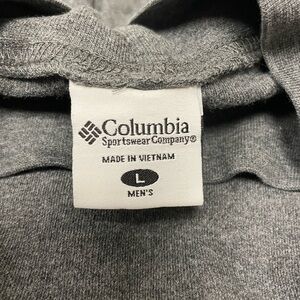 Columbia
Sportswear Company®
MADE IN VIETNAM
L
MEN'S